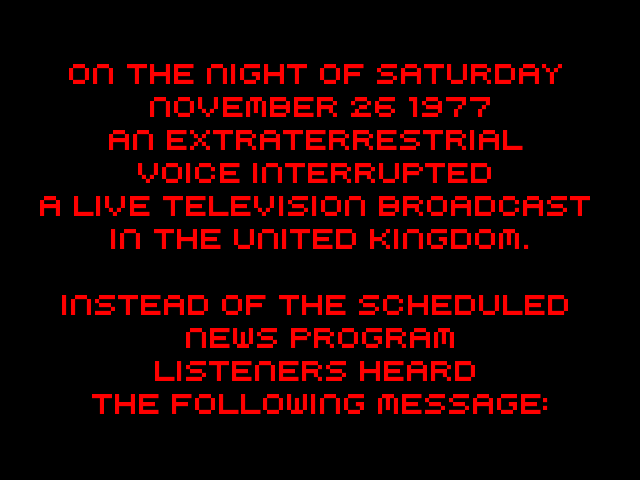 ON THE NIGHT OF SATURDAY
NOVEMBER 26 1977
AN EXTRATERRESTRIAL
VOICE INTERRUPTED
A LIVE TELEVISION BROADCAST
IN THE UNITED KINGDOM.
INSTEAD OF THE SCHEDULED
NEWS PROGRAM
LISTENERS HEARD
THE FOLLOWING MESSAGE: